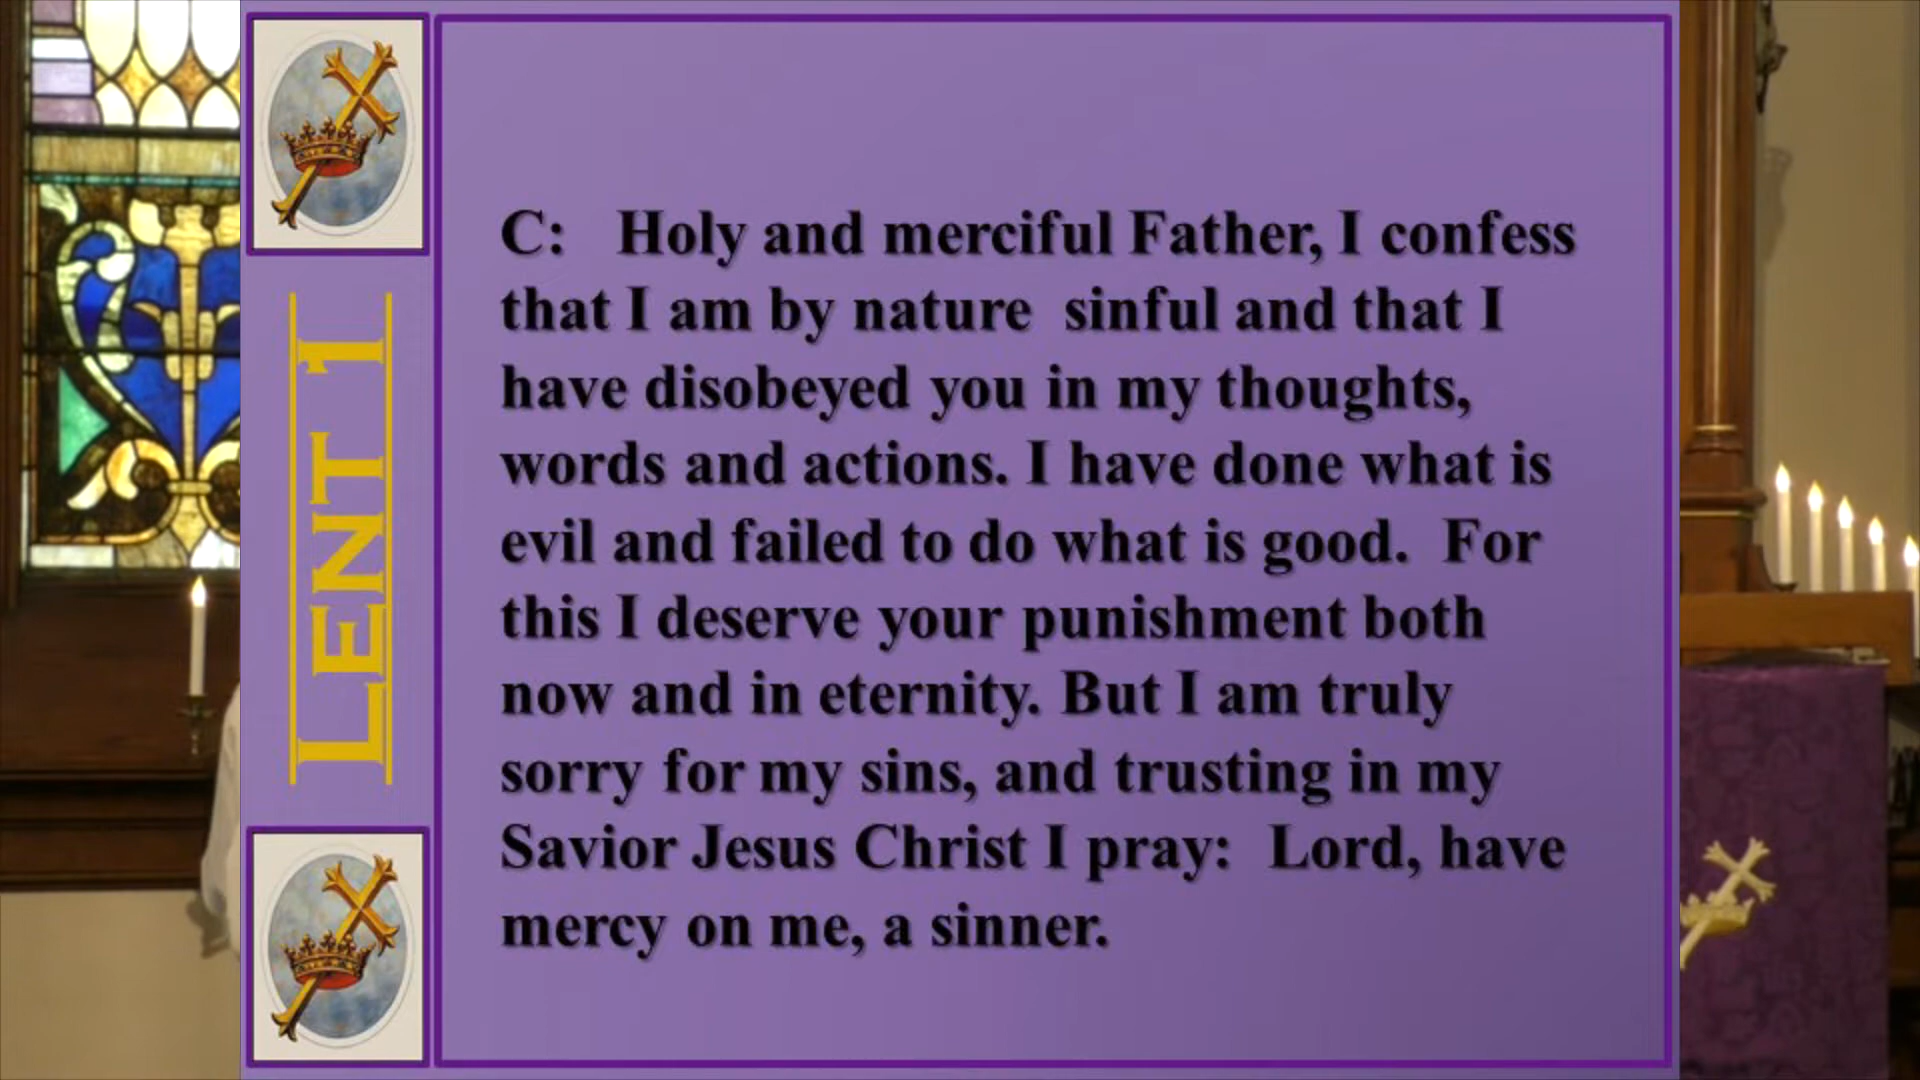 LENT 1
C: Holy and merciful Father, I confess
that I am by nature sinful and that I
have disobeyed you in my thoughts,
words and actions. I have done what is
evil and failed to do what is good. For
this I deserve your punishment both
now and in eternity. But I am truly
sorry for my sins, and trusting in my
Savior Jesus Christ I pray: Lord, have
mercy on me, a sinner.